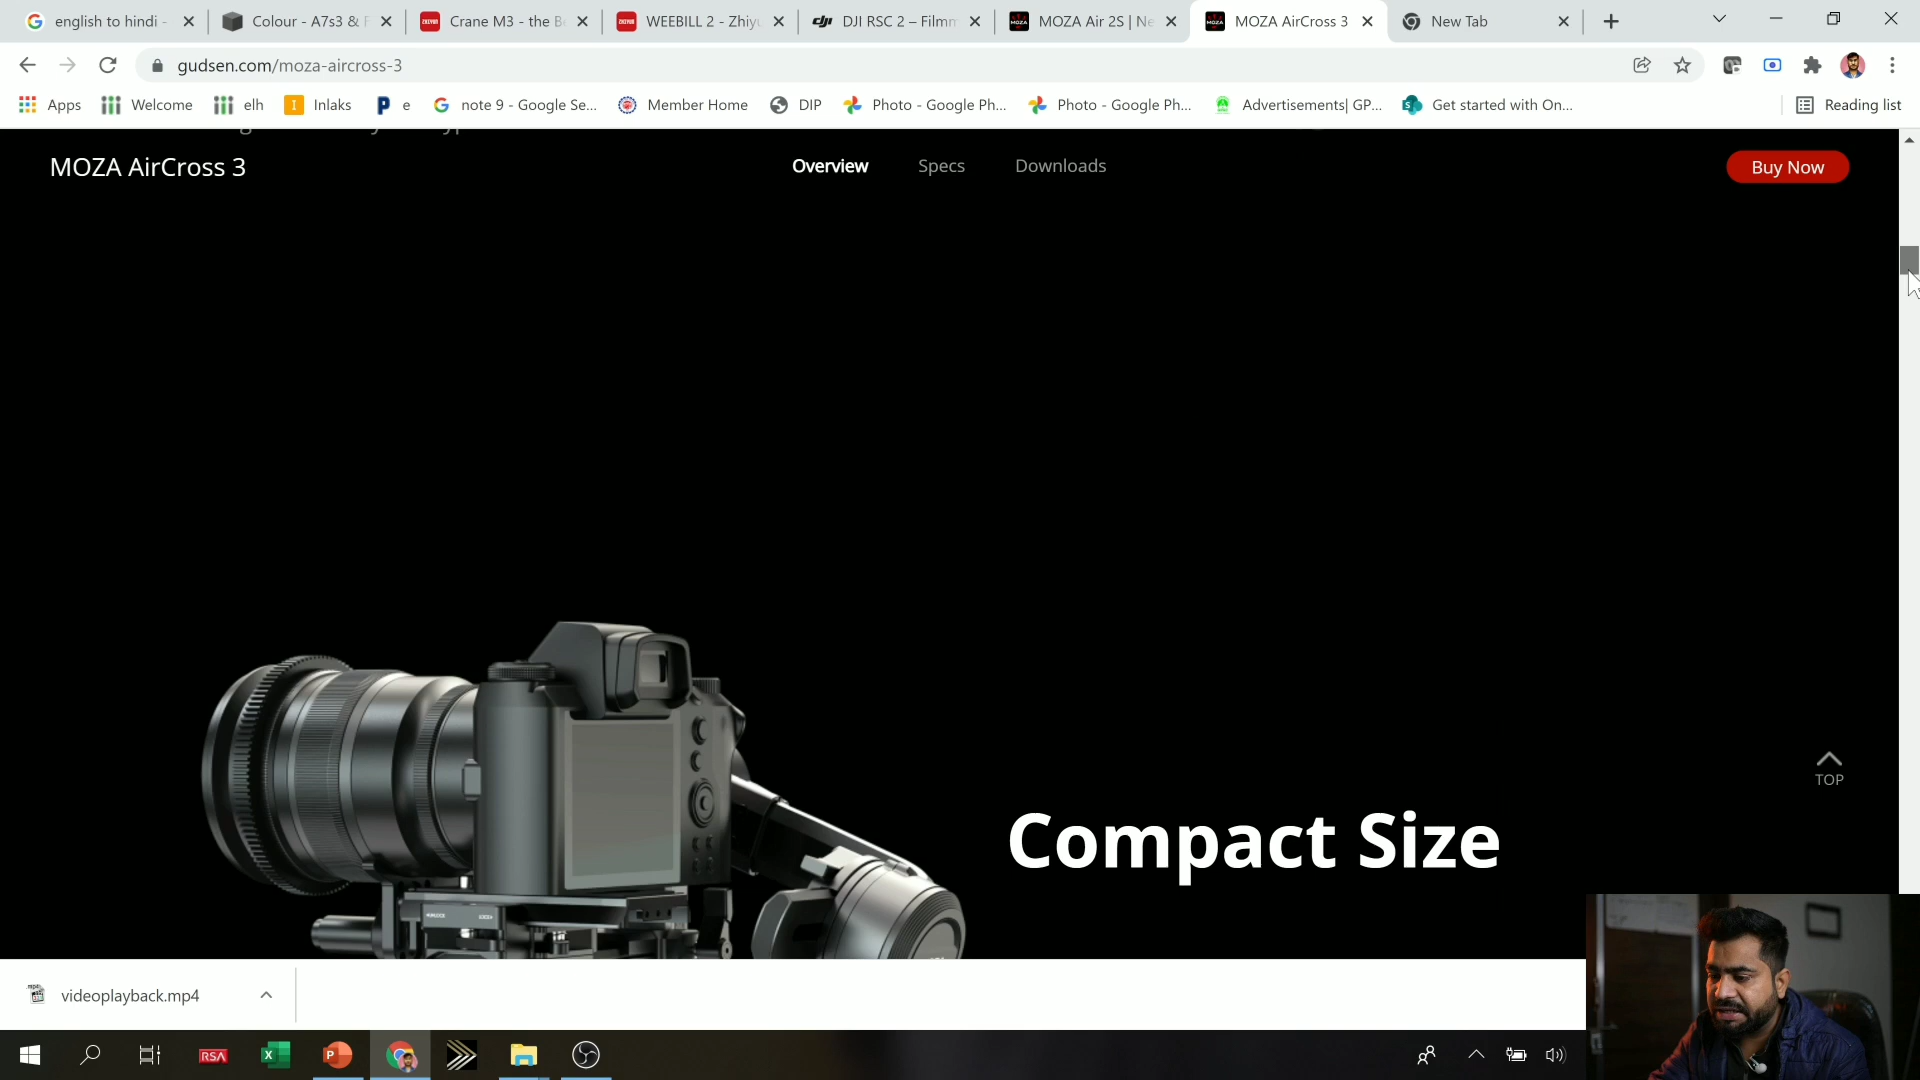 english to hindi -
Colour - A7s3 & F
Crane M3 - the Be
WEEBILL 2 - Zhiyu
DJI RSC 2 – Filmm
MOZA Air 2S | Ne
MOZA AirCross 3
New Tab
gudsen.com/moza-aircross-3
Apps
Welcome
elh
Inlaks
e
note 9 - Google Se...
Member Home
DIP
Photo - Google Ph...
Photo - Google Ph...
Advertisements| GP...
Get started with On...
Reading list
MOZA AirCross 3
Overview
Specs
Downloads
Buy Now
TOP
Compact Size
videoplayback.mp4
RSA